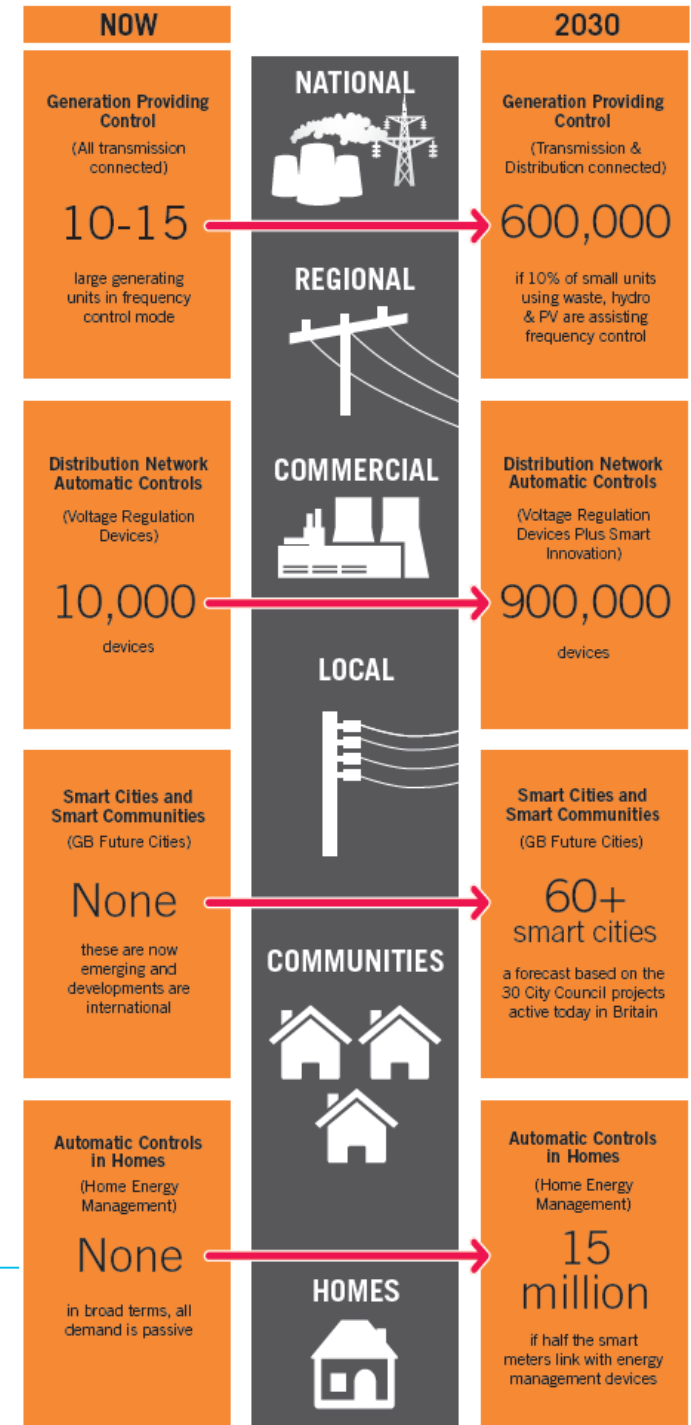 NOW
2030
Generation Providing
Control
(All transmission
connected)
10-15
large generating
units in frequency
control mode
NATIONAL
REGIONAL
Generation Providing
Control
(Transmission &
Distribution connected)
600,000
if 10% of small units
using waste, hydro
& PV are assisting
frequency control
Distribution Network
Automatic Controls
(Voltage Regulation
Devices)
10,000
devices
COMMERCIAL
LOCAL
Distribution Network
Automatic Controls
(Voltage Regulation
Devices Plus Smart
Innovation)
900,000
devices
Smart Cities and
Smart Communities
(GB Future Cities)
None
these are now
emerging and
developments are
international
COMMUNITIES
Smart Cities and
Smart Communities
(GB Future Cities)
60+
smart cities
a forecast based on the
30 City Council projects
active today in Britain
Automatic Controls
in Homes
(Home Energy
Management)
None
in broad terms, all
demand is passive
HOMES
Automatic Controls
in Homes
(Home Energy
Management)
15
million
if half the smart
meters link with energy
management devices